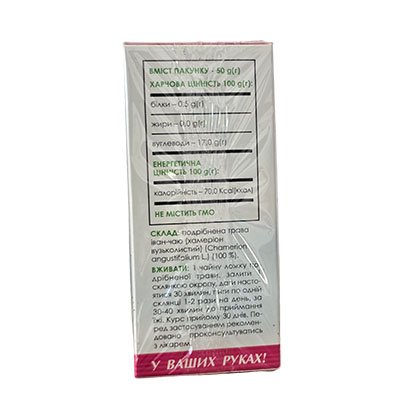 ВМІСТ ПАКУНКУ - 50 g(г)
ХАРЧОВА ЦІННІСТЬ 100 g(г):
білки – 0,5 g(г)
жири – 0,0 g(г)
вуглеводи – 17,0 g(г)
ЕНЕРГЕТИЧНА
ЦІННІСТЬ 100 g(г):
калорійність – 70,0 Kcal(ккал)
НЕ МІСТИТЬ ГМО
СКЛАД: подрібнена трава
іван-чаю (хамеріон
вузьколистий) (Chamerion
angustifolium L.) (100 %).
ВЖИВАТИ: 1 чайну ложку по-
дрібненої трави, залити
склянкою окропу, дати насто-
ятися 30 хвилин. Пити по одній
склянці 1-2 рази на день, за
30-40 хвилин до приймання
їжі. Курс прийому 30 днів. Пе-
ред застосуванням рекомен-
довано проконсультуватись
з лікарем.
У ВАШИХ РУКАХ!